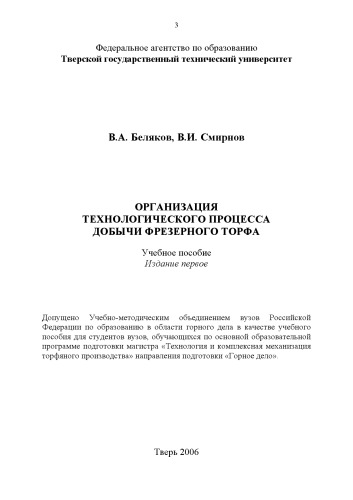 3
Федеральное агентство по образованию
Тверской государственный технический университет
В.А. Беляков, В.И. Смирнов
ОРГАНИЗАЦИЯ
ТЕХНОЛОГИЧЕСКОГО ПРОЦЕССА
ДОБЫЧИ ФРЕЗЕРНОГО ТОРФА
Учебное пособие
Издание первое
Допущено Учебно-методическим объединением вузов Российской
Федерации по образованию в области горного дела в качестве учебного
пособия для студентов вузов, обучающихся по основной образовательной
программе подготовки магистра «Технология и комплексная механизация
торфяного производства» направления подготовки «Горное дело».
Тверь 2006